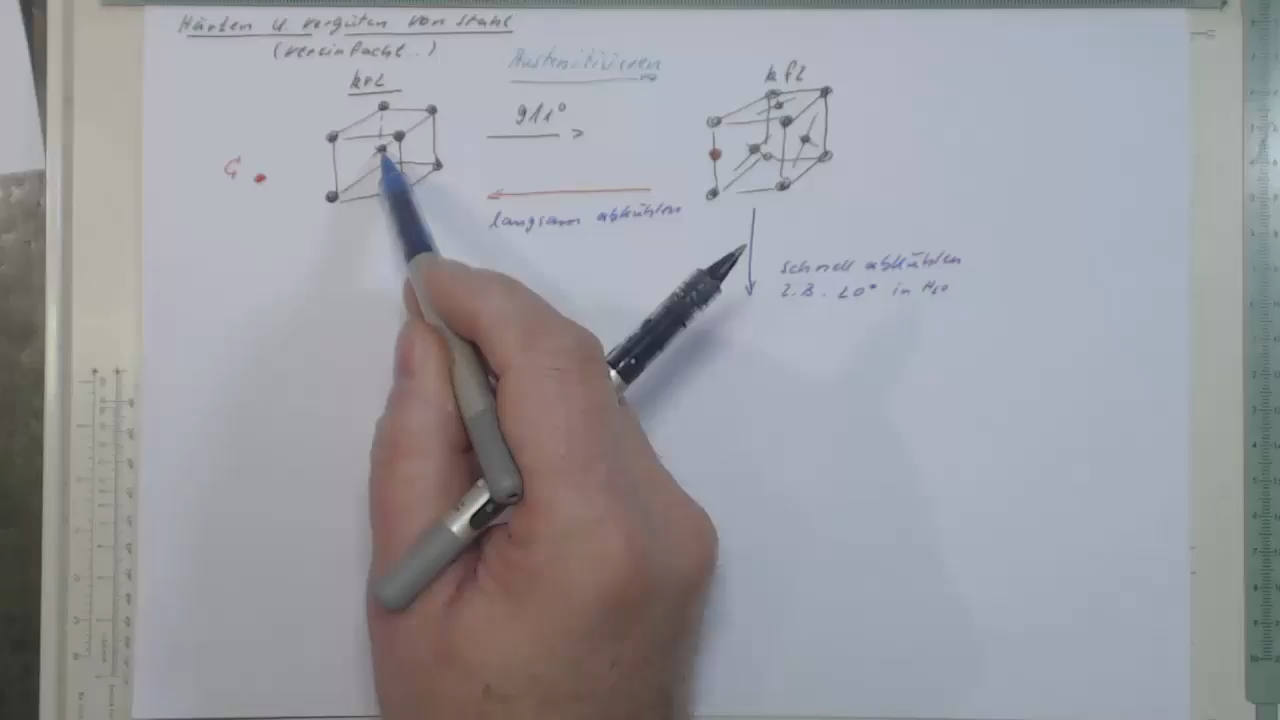 Härten u vergüten von Stahl
(vereinfacht..)
krz
Austenitisieren
911°
kfz
C
langsam abkühlen
schnell abkühlen
z.B. 20° in H₂O